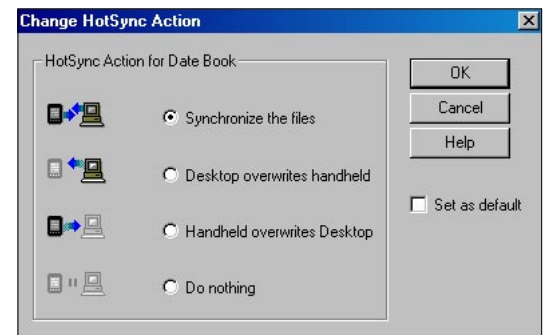 Change HotSync Action
HotSync Action for Date Book
Synchronize the files
Desktop overwrites handheld
Handheld overwrites Desktop
Do nothing
OK
Cancel
Help
Set as default